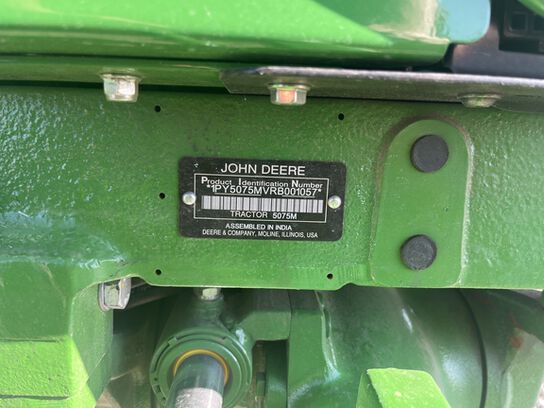 JOHN DEERE
Product Identification Number
*1PY5075MVRB001057*
TRACTOR 5075M
ASSEMBLED IN INDIA
DEERE & COMPANY, MOLINE, ILLINOIS, USA